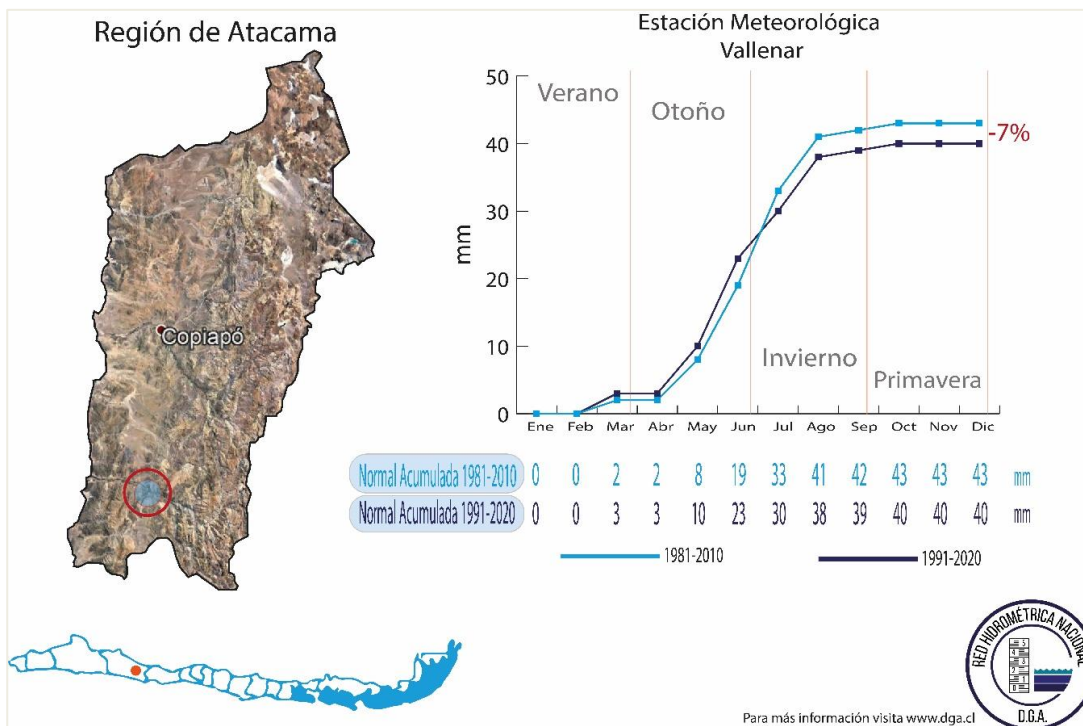 Región de Atacama
Copiapó
Estación Meteorológica
Vallenar
50
40
30
20
10
0
mm
Verano
Otoño
Invierno
Primavera
-7%
Ene Feb Mar Abr May Jun Jul Ago Sep Oct Nov Dic
Normal Acumulada 1981-2010 0 0 2 2 8 19 33 41 42 43 43 43 mm
Normal Acumulada 1991-2020 0 0 3 3 10 23 30 38 39 40 40 40 mm
1981-2010
1991-2020
RED HIDROMÉTRICA NACIONAL
D.G.A.
Para más información visita www.dga.cl